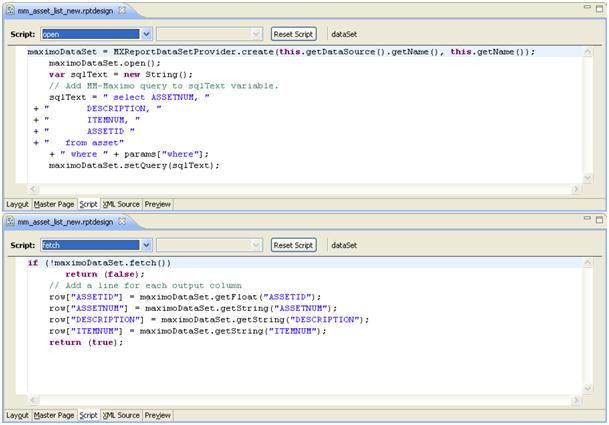 mm_asset_list_new.rptdesign
Script: open Reset Script dataSet
maximoDataSet = MXReportDataSetProvider.create(this.getDataSource().getName(), this.getName());
maximoDataSet.open();
var sqlText = new String();
// Add MM-Maximo query to sqlText variable.
sqlText = " select ASSETNUM, "
+ " DESCRIPTION, "
+ " ITEMNUM, "
+ " ASSETID "
+ " from asset"
+ " where " + params["where"];
maximoDataSet.setQuery(sqlText);
Layout Master Page Script XML Source Preview
mm_asset_list_new.rptdesign
Script: fetch Reset Script dataSet
if (!maximoDataSet.fetch())
return (false);
// Add a line for each output column
row["ASSETID"] = maximoDataSet.getFloat("ASSETID");
row["ASSETNUM"] = maximoDataSet.getString("ASSETNUM");
row["DESCRIPTION"] = maximoDataSet.getString("DESCRIPTION");
row["ITEMNUM"] = maximoDataSet.getString("ITEMNUM");
return (true);
Layout Master Page Script XML Source Preview